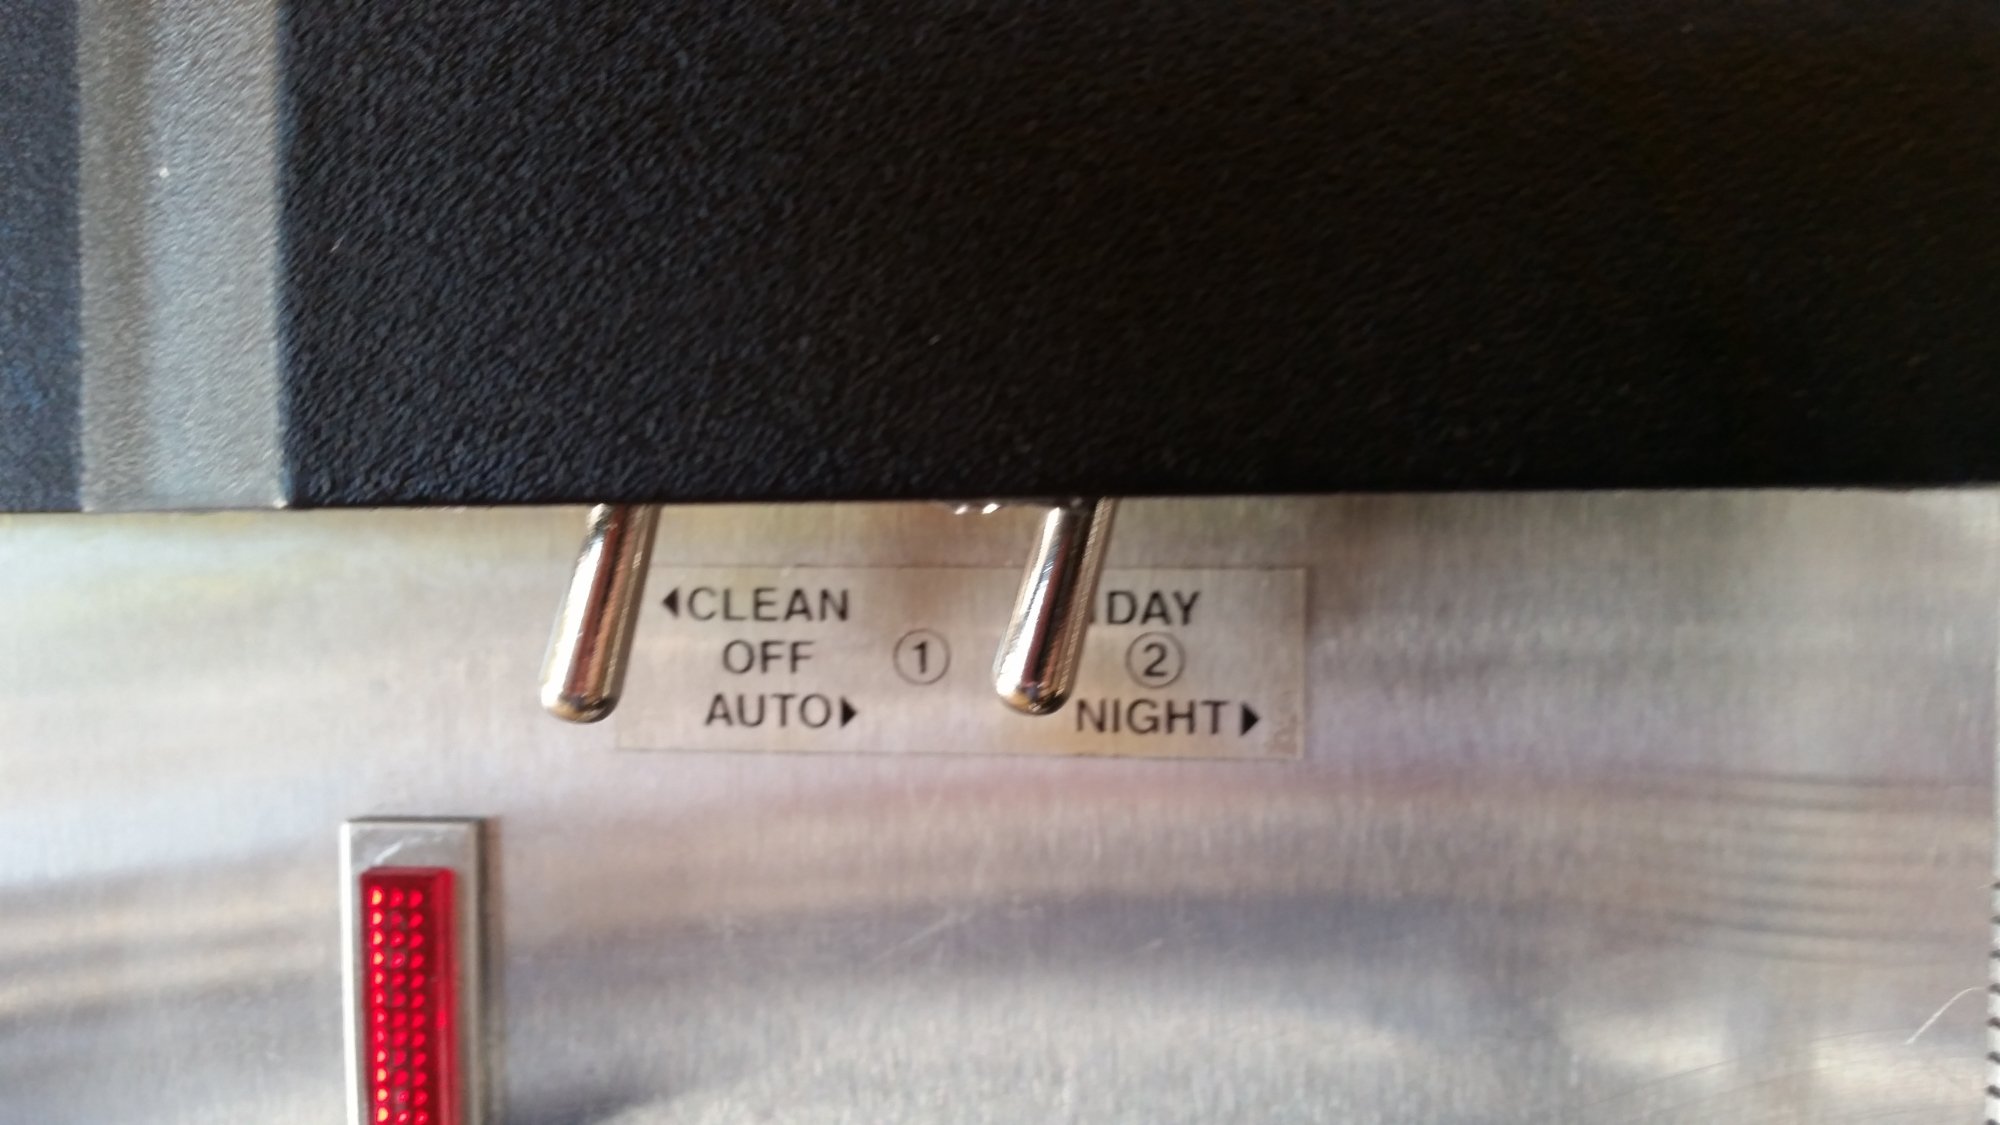 ◀CLEAN
OFF
AUTO▶
①
DAY
②
NIGHT▶